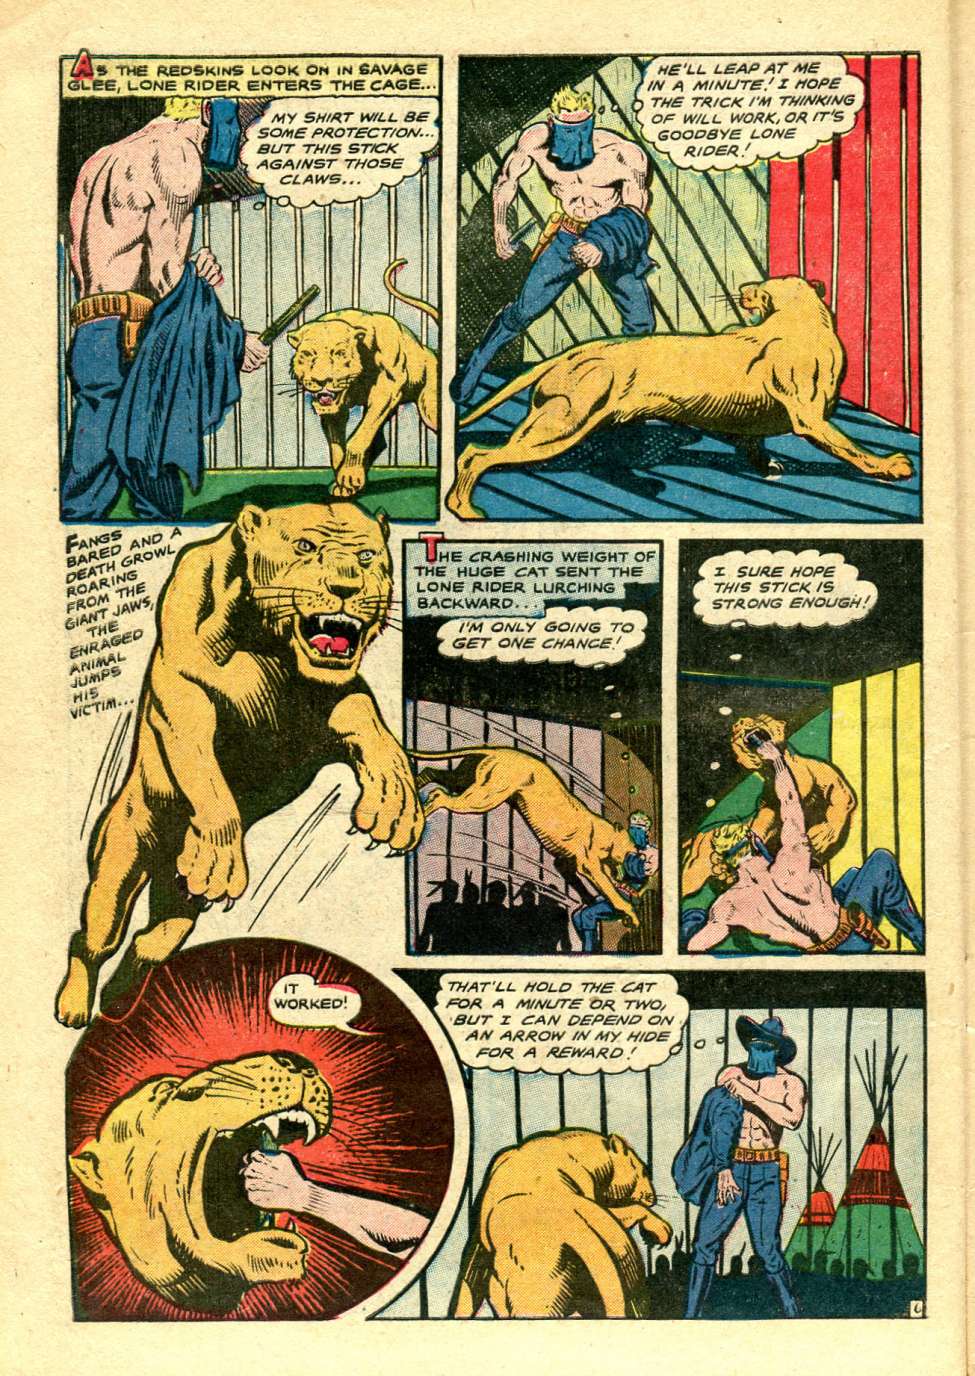 AS THE REDSKINS LOOK ON IN SAVAGE
GLEE, LONE RIDER ENTERS THE CAGE...
MY SHIRT WILL BE
SOME PROTECTION...
BUT THIS STICK
AGAINST THOSE
CLAWS...
HE'LL LEAP AT ME
IN A MINUTE! I HOPE
THE TRICK I'M THINKING
OF WILL WORK, OR IT'S
GOODBYE LONE
RIDER!
FANGS
BARED AND A
DEATH GROWL
ROARING
FROM THE
GIANT JAWS,
THE
ENRAGED
ANIMAL
JUMPS
HIS
VICTIM...
THE CRASHING WEIGHT OF
THE HUGE CAT SENT THE
LONE RIDER LURCHING
BACKWARD...
I'M ONLY GOING TO
GET ONE CHANCE!
I SURE HOPE
THIS STICK IS
STRONG ENOUGH!
IT
WORKED!
THAT'LL HOLD THE CAT
FOR A MINUTE OR TWO,
BUT I CAN DEPEND ON
AN ARROW IN MY HIDE
FOR A REWARD!
6